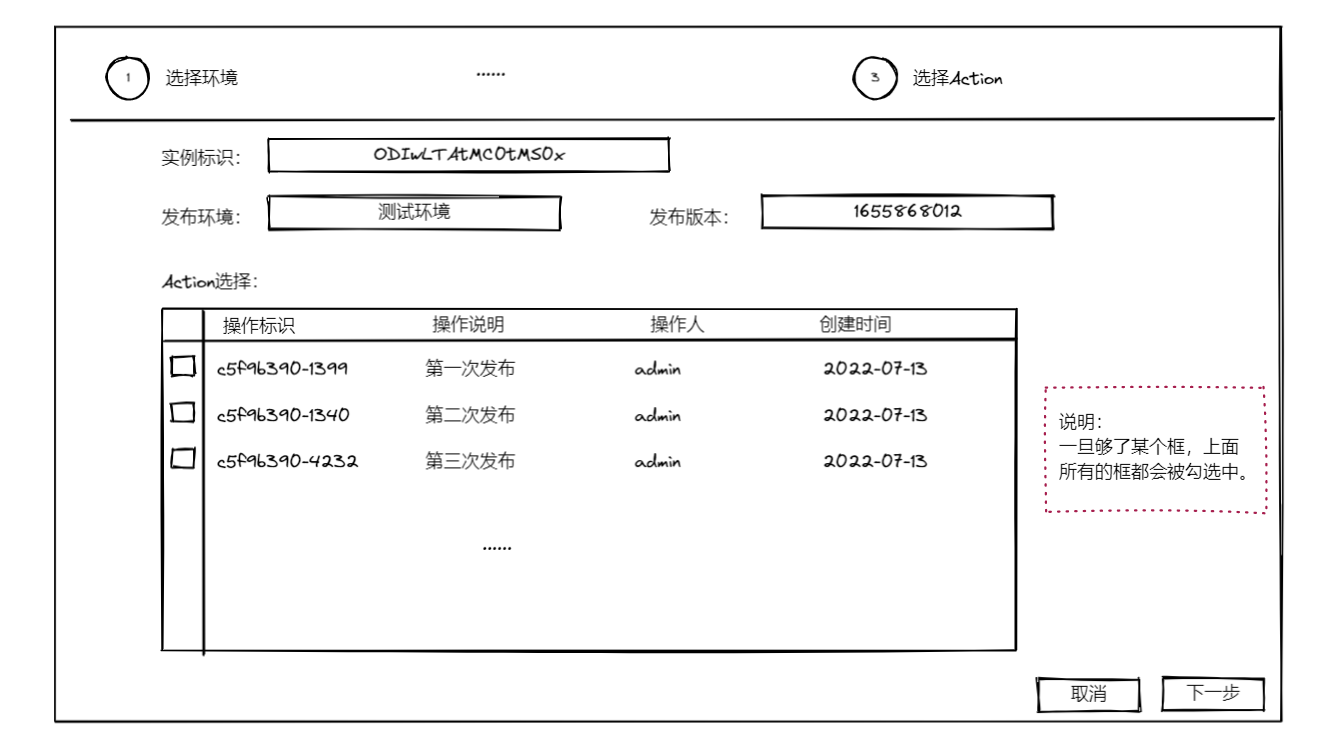 1 选择环境 ...... 3 选择Action
实例标识: ODIwLTAtMC0tMS0x
发布环境: 测试环境 发布版本: 1655868012
Action选择:
操作标识 操作说明 操作人 创建时间
c5f9b390-1399 第一次发布 admin 2022-07-13
c5f9b390-1340 第二次发布 admin 2022-07-13
c5f9b390-4232 第三次发布 admin 2022-07-13
......
说明:
一旦够了某个框，上面
所有的框都会被勾选中。
取消 下一步